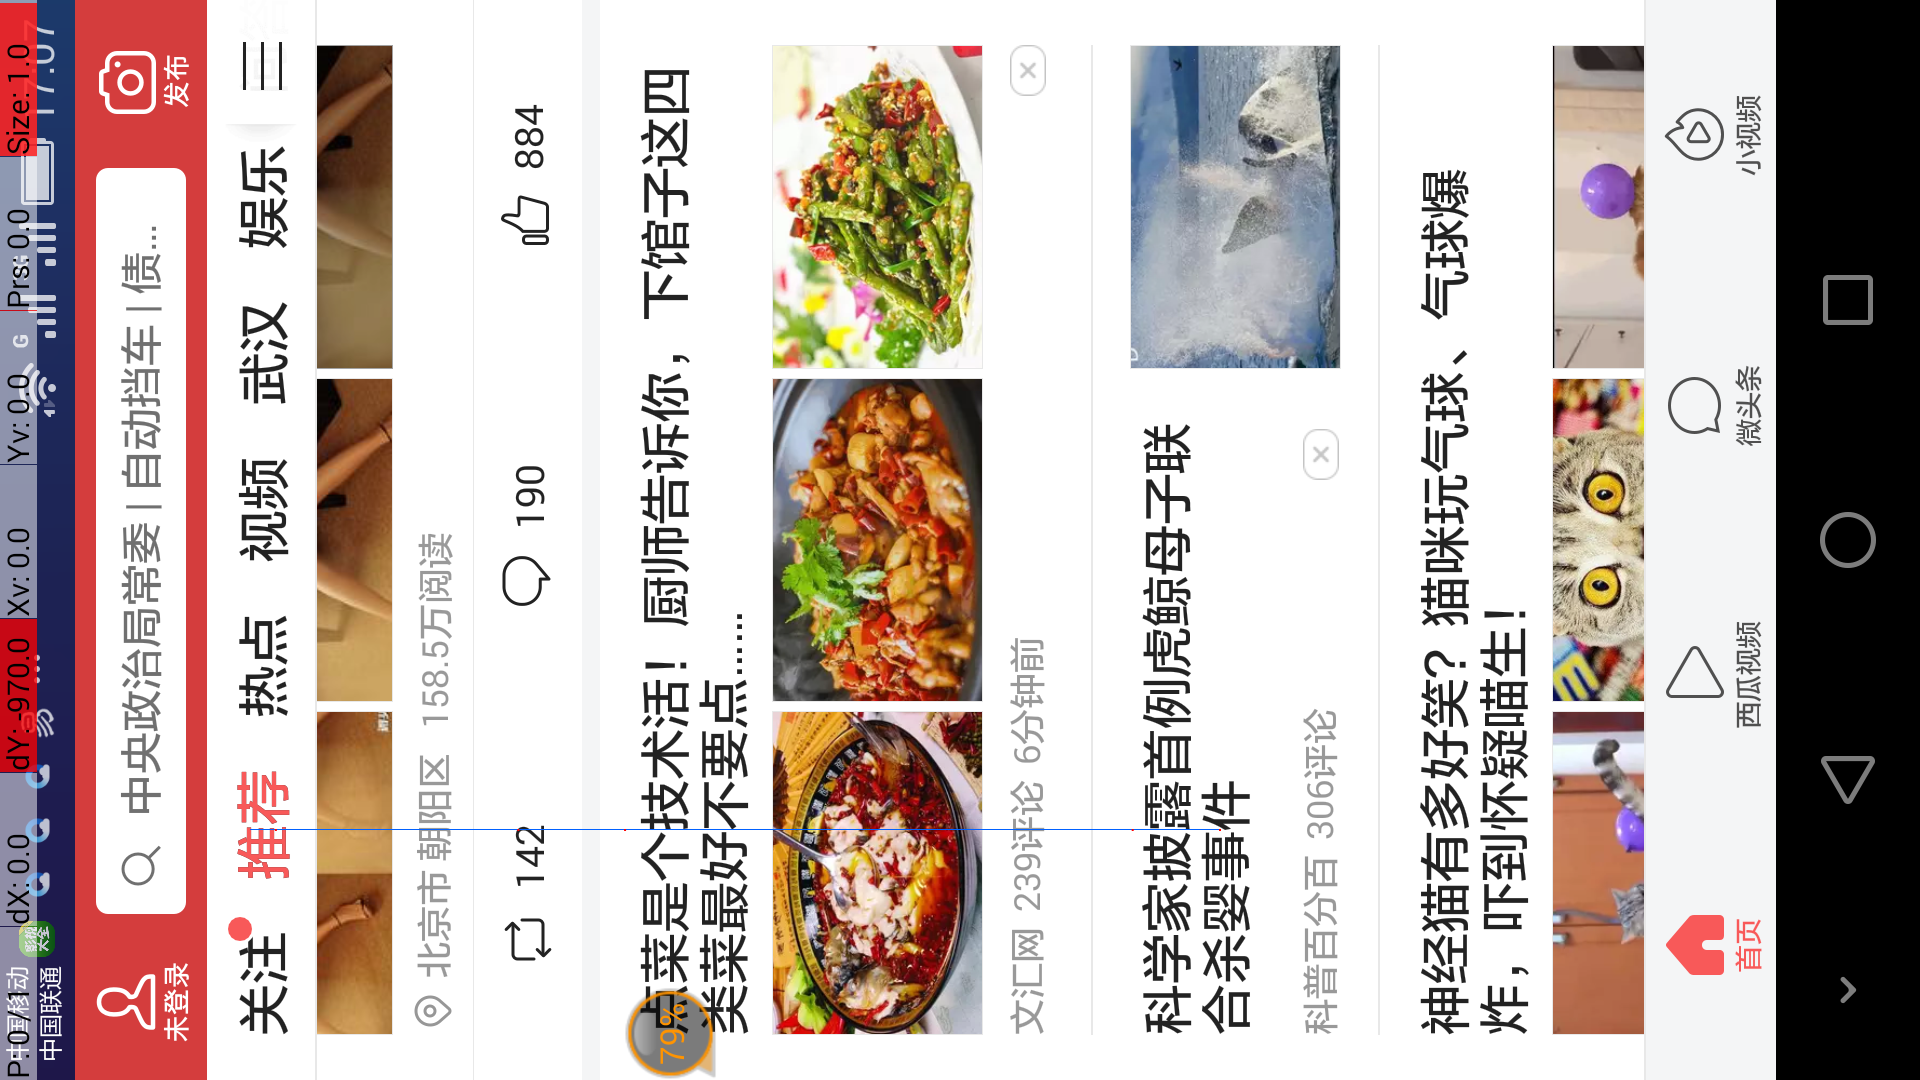 P: 0 / 1
dX: 0.0
dY: -970.0
Xv: 0.0
Yv: 0.0
Prs: 0.0
Size: 1.0
中国移动
中国联通
G
17:07
未登录
中央政治局常委 | 自动挡车 | 债...
发布
关注
推荐
热点
视频
武汉
娱乐
北京市 朝阳区 158.5万阅读
142
190
884
点菜是个技术活！厨师告诉你，下馆子这四
类菜最好不要点……
文汇网 239评论 6分钟前
科学家披露首例虎鲸母子联
合杀婴事件
科普百分百 306评论
神经猫有多好笑？猫咪玩气球、气球爆
炸，吓到怀疑喵生！
79%
首页
西瓜视频
微头条
小视频